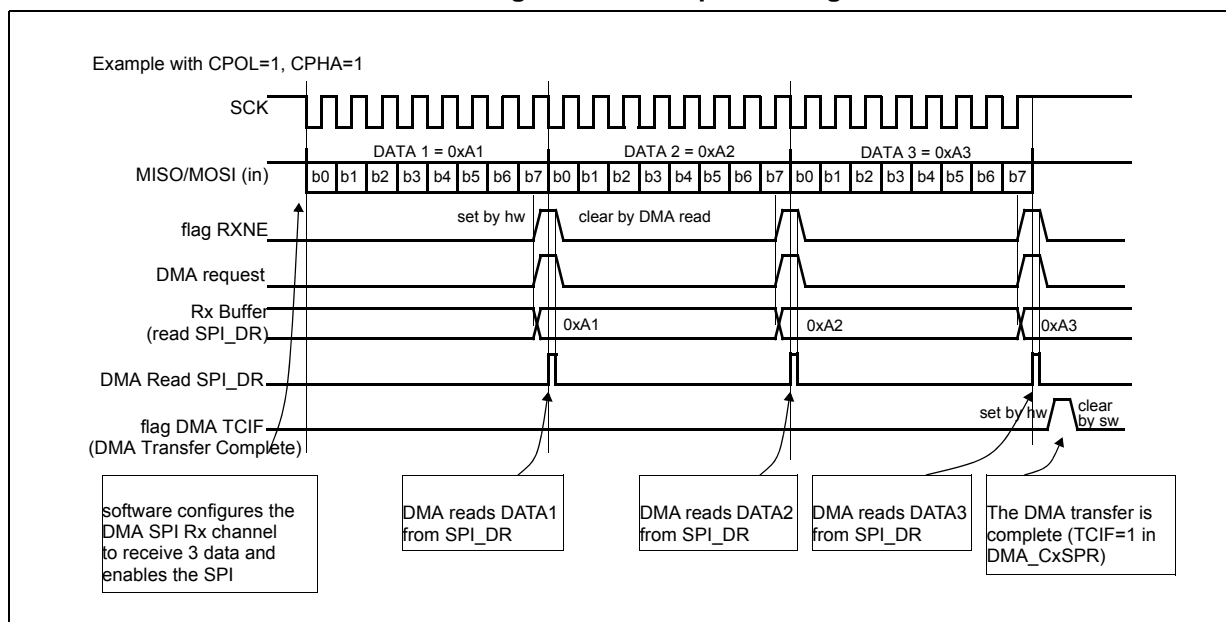 Example with CPOL=1, CPHA=1
SCK
DATA 1 = 0xA1
DATA 2 = 0xA2
DATA 3 = 0xA3
MISO/MOSI (in)
b0 b1 b2 b3 b4 b5 b6 b7 b0 b1 b2 b3 b4 b5 b6 b7 b0 b1 b2 b3 b4 b5 b6 b7
set by hw
clear by DMA read
flag RXNE
DMA request
Rx Buffer
(read SPI_DR)
0xA1
0xA2
0xA3
DMA Read SPI_DR
flag DMA TCIF
(DMA Transfer Complete)
set by hw
clear
by sw
software configures the
DMA SPI Rx channel
to receive 3 data and
enables the SPI
DMA reads DATA1
from SPI_DR
DMA reads DATA2
from SPI_DR
DMA reads DATA3
from SPI_DR
The DMA transfer is
complete (TCIF=1 in
DMA_CxSPR)